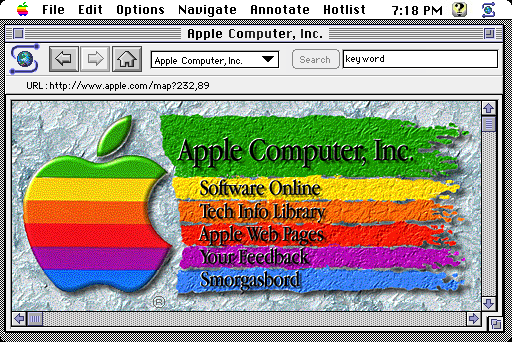 File Edit Options Navigate Annotate Hotlist 7:18 PM ?
Apple Computer, Inc.
Apple Computer, Inc. Search keyword
URL: http://www.apple.com/map?232,89
Apple Computer, Inc.
Software Online
Tech Info Library
Apple Web Pages
Your Feedback
Smorgasbord
®